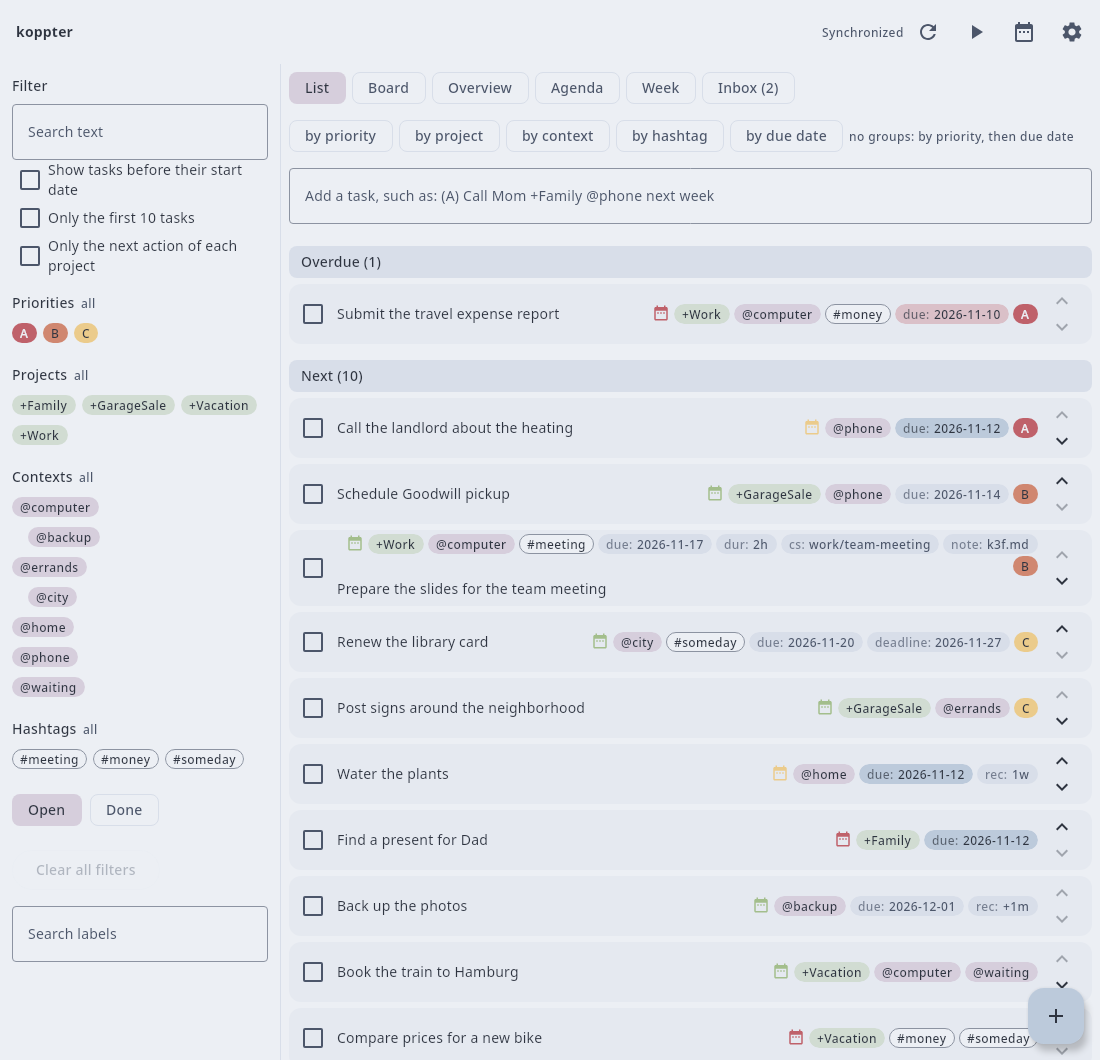 koppter
Synchronized
Filter
Search text
Show tasks before their start
date
Only the first 10 tasks
Only the next action of each
project
Priorities all
A B C
Projects all
+Family +GarageSale +Vacation
+Work
Contexts all
@computer
@backup
@errands
@city
@home
@phone
@waiting
Hashtags all
#meeting #money #someday
Open Done
Clear all filters
Search labels
List Board Overview Agenda Week Inbox (2)
by priority by project by context by hashtag by due date no groups: by priority, then due date
Add a task, such as: (A) Call Mom +Family @phone next week
Overdue (1)
Submit the travel expense report +Work @computer #money due: 2026-11-10 A
Next (10)
Call the landlord about the heating @phone due: 2026-11-12 A
Schedule Goodwill pickup +GarageSale @phone due: 2026-11-14 B
+Work @computer #meeting due: 2026-11-17 dur: 2h cs: work/team-meeting note: k3f.md
B
Prepare the slides for the team meeting
Renew the library card @city #someday due: 2026-11-20 deadline: 2026-11-27 C
Post signs around the neighborhood +GarageSale @errands C
Water the plants @home due: 2026-11-12 rec: 1w
Find a present for Dad +Family due: 2026-11-12
Back up the photos @backup due: 2026-12-01 rec: +1m
Book the train to Hamburg +Vacation @computer @waiting
Compare prices for a new bike +Vacation #money #someday